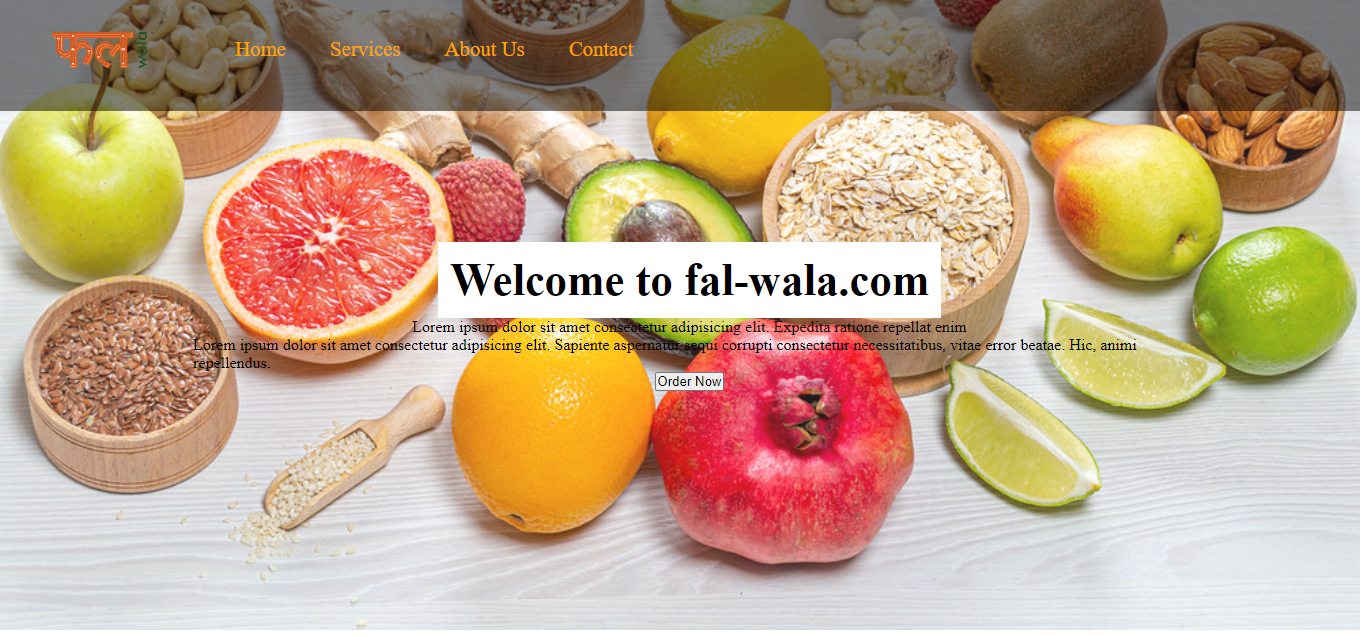 फल
wala
Home Services About Us Contact
Welcome to fal-wala.com
Lorem ipsum dolor sit amet consectetur adipisicing elit. Expedita ratione repellat enim
Lorem ipsum dolor sit amet consectetur adipisicing elit. Sapiente aspernatur sequi corrupti consectetur necessitatibus, vitae error beatae. Hic, animi
repellendus.
Order Now